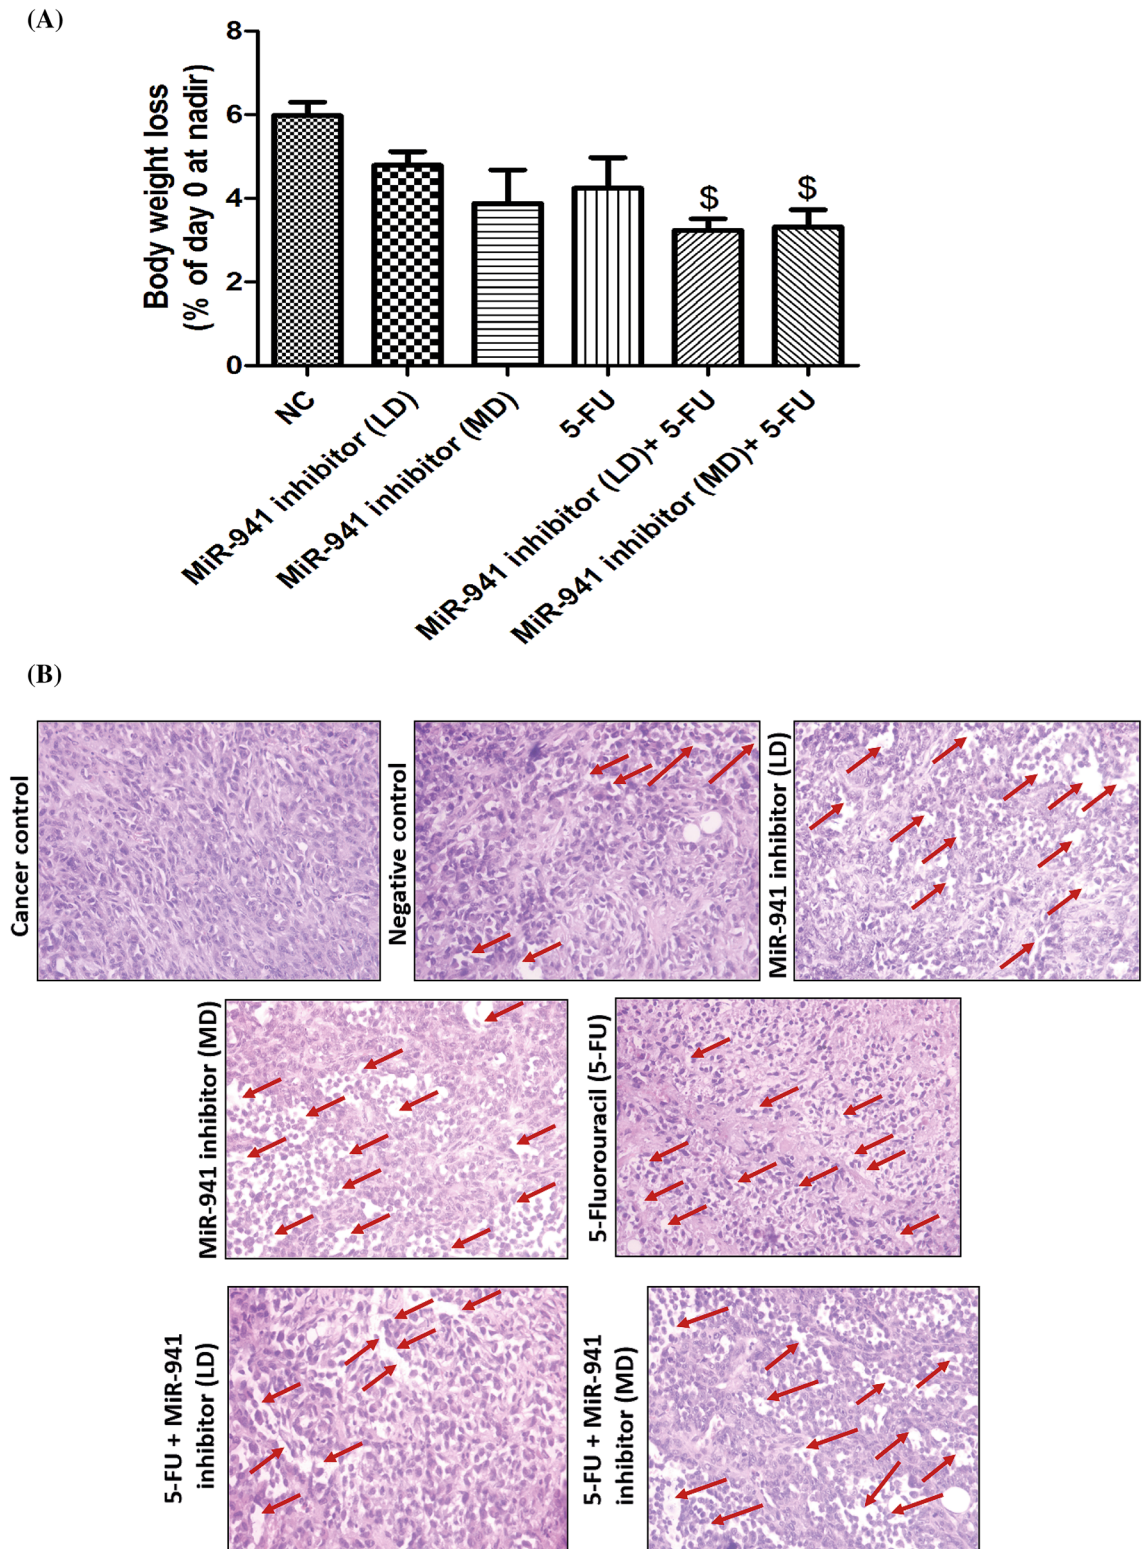 (A)
Body weight loss
(% of day 0 at nadir)
8
6
4
2
0
$
$
NC
MiR-941 inhibitor (LD)
MiR-941 inhibitor (MD)
5-FU
MiR-941 inhibitor (LD)+ 5-FU
MiR-941 inhibitor (MD)+ 5-FU
(B)
Cancer control
Negative control
MiR-941 inhibitor (LD)
MiR-941 inhibitor (MD)
5-Fluorouracil (5-FU)
5-FU + MiR-941
inhibitor (LD)
5-FU + MiR-941
inhibitor (MD)